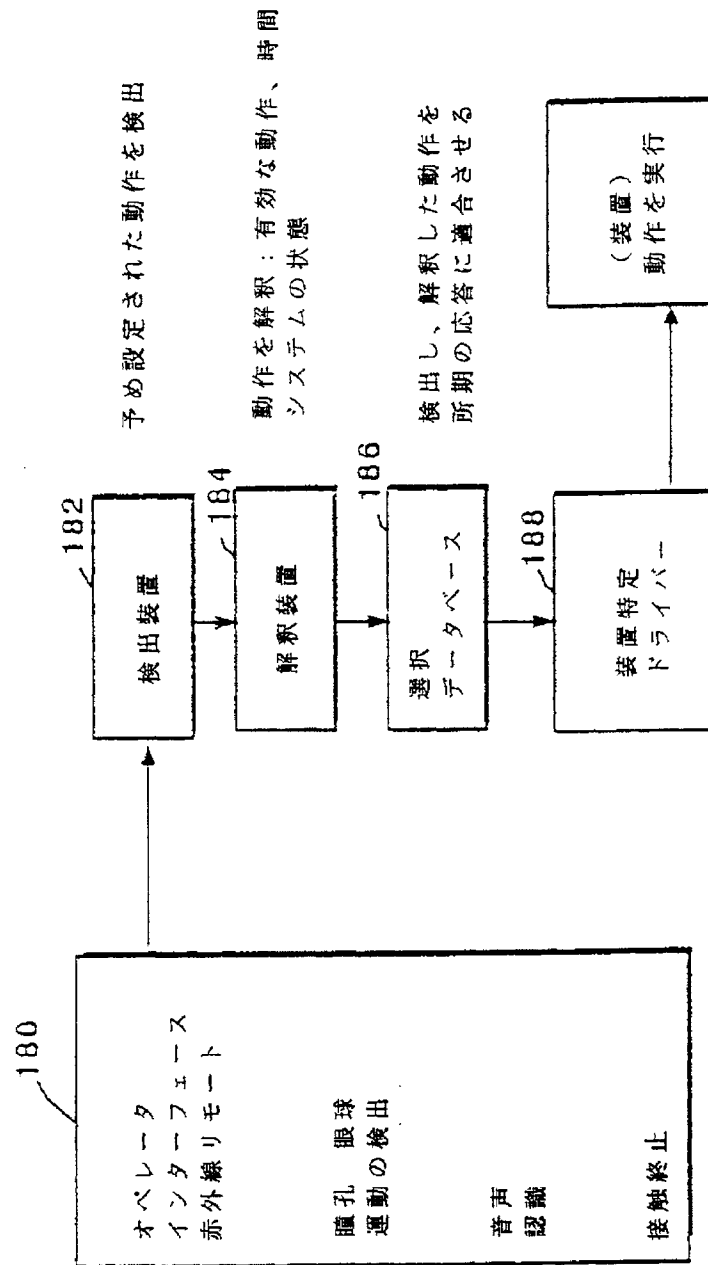 180
オペレータ
インターフェース
赤外線リモート
瞳孔 眼球
運動の検出
音声
認識
接触終止
182
検出装置
予め設定された動作を検出
184
解釈装置
動作を解釈：有効な動作、時間
システムの状態
186
選択
データベース
検出し、解釈した動作を
所期の応答に適合させる
188
装置特定
ドライバー
（装置）
動作を実行